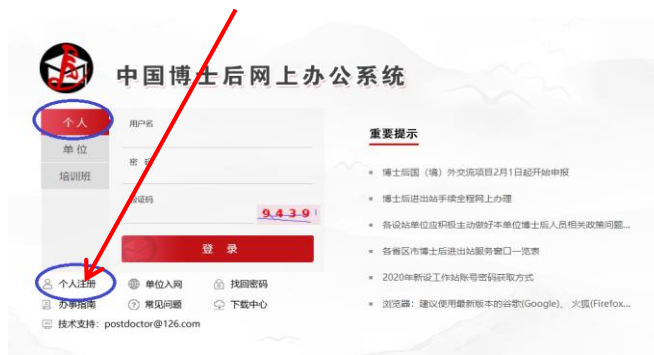 中国博士后网上办公系统
个人
单位
培训班
用户名
密 码
验证码
9439
登 录
个人注册
单位入网
找回密码
办事指南
常见问题
下载中心
技术支持：postdoctor@126.com
重要提示
博士后国（境）外交流项目2月1日起开始申报
博士后进出站手续全程网上办理
各设站单位应积极主动做好本单位博士后人员相关政策问题...
各省区市博士后进出站服务窗口一览表
2020年新设工作站账号密码获取方式
浏览器：建议使用最新版本的谷歌(Google)、火狐(Firefox...